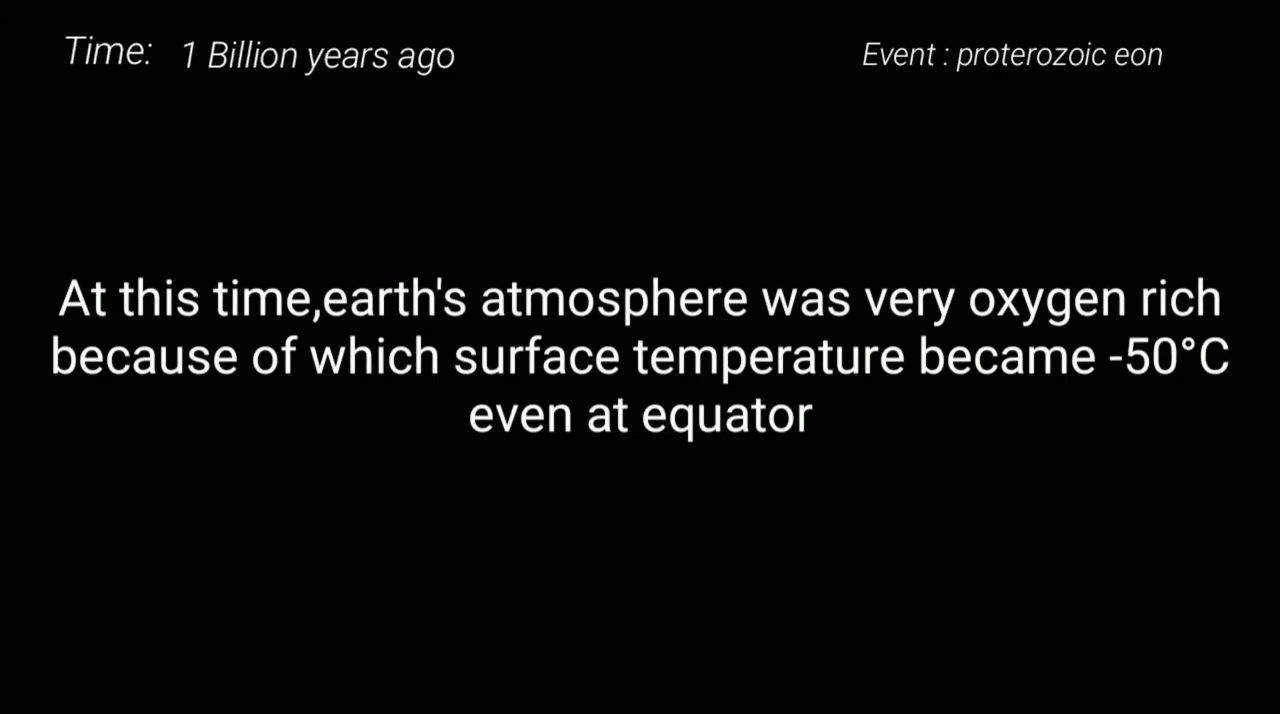 Time: 1 Billion years ago
Event : proterozoic eon
At this time,earth's atmosphere was very oxygen rich
because of which surface temperature became -50°C
even at equator